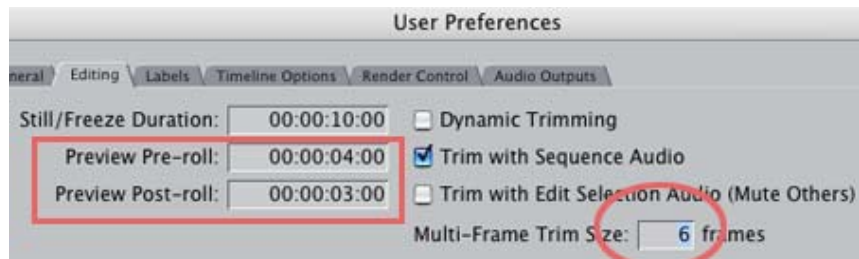 User Preferences
neral Editing Labels Timeline Options Render Control Audio Outputs
Still/Freeze Duration: 00:00:10:00 Dynamic Trimming
Preview Pre-roll: 00:00:04:00 Trim with Sequence Audio
Preview Post-roll: 00:00:03:00 Trim with Edit Selection Audio (Mute Others)
Multi-Frame Trim Size: 6 frames